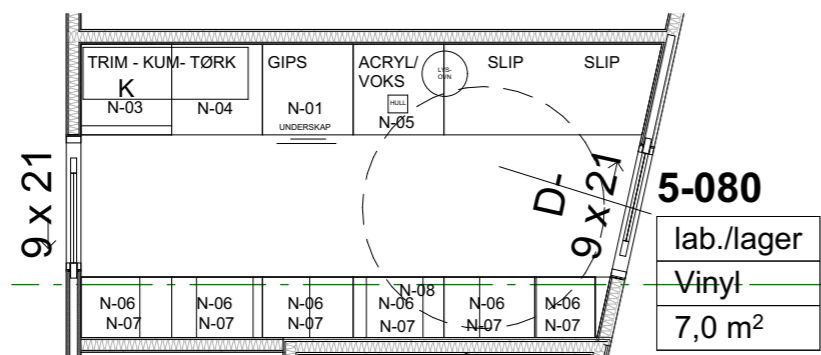 TRIM - KUM- TØRK
GIPS
ACRYL/
VOKS
LYS-
OVN
SLIP
SLIP
K
HULL
N-03
N-04
N-01
N-05
UNDERSKAP
9 x 21
D-
9 x 21
5-080
lab./lager
Vinyl
7,0 m²
N-08
N-06
N-06
N-06
N-06
N-06
N-06
N-07
N-07
N-07
N-07
N-07
N-07